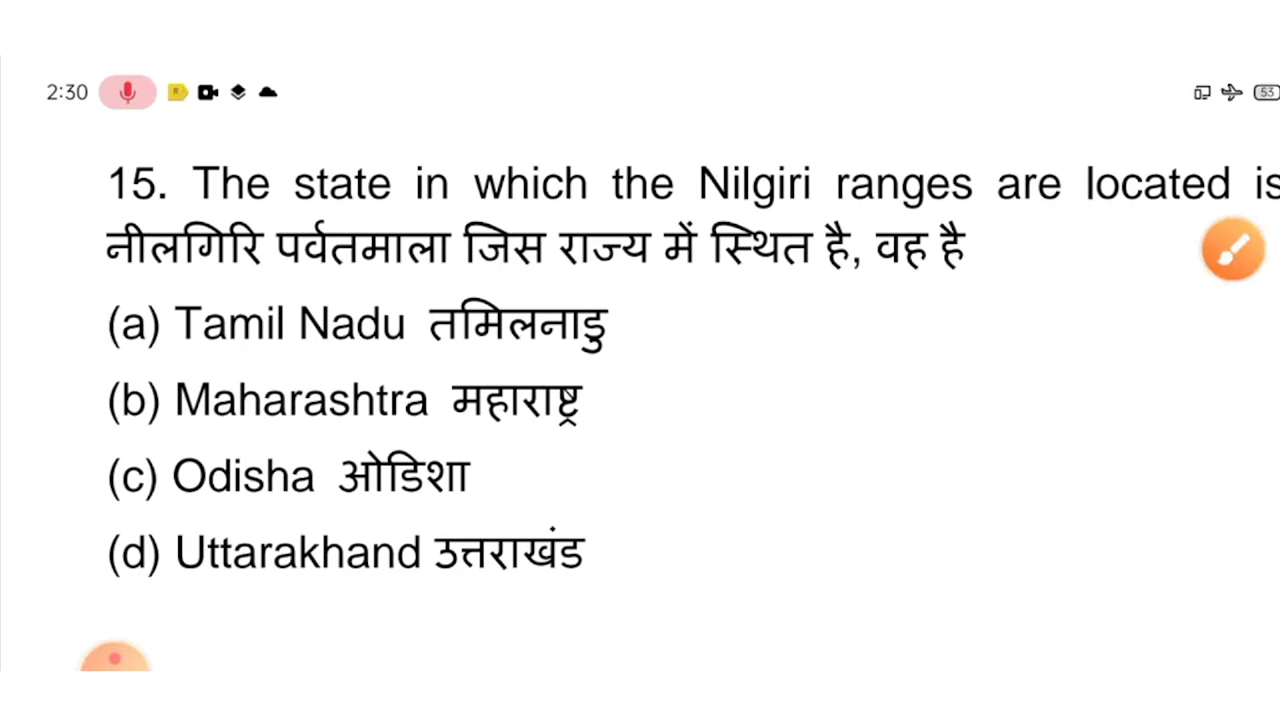 2:30 R 53
15. The state in which the Nilgiri ranges are located is
नीलगिरि पर्वतमाला जिस राज्य में स्थित है, वह है
(a) Tamil Nadu तमिलनाडु
(b) Maharashtra महाराष्ट्र
(c) Odisha ओडिशा
(d) Uttarakhand उत्तराखंड